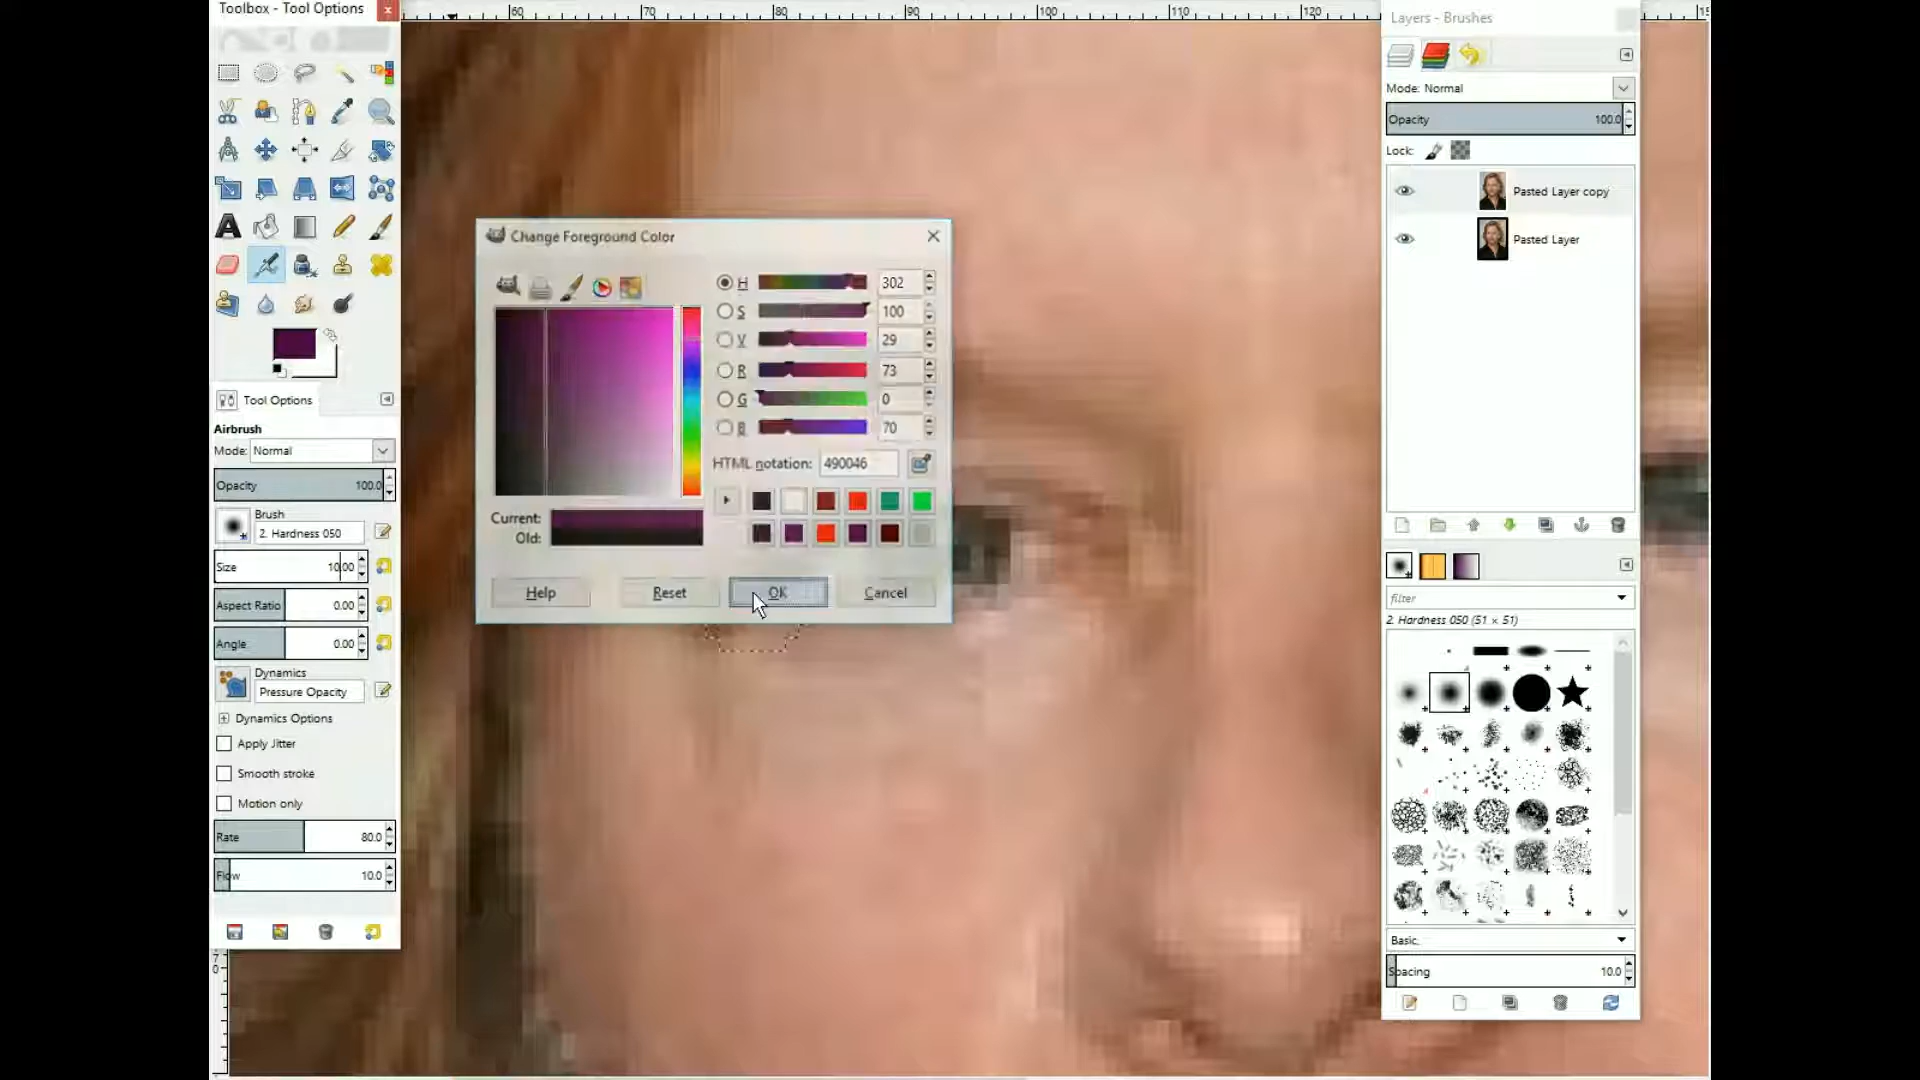 Toolbox - Tool Options
60 70 80 90 100 110 120
Tool Options
Airbrush
Mode: Normal
Opacity 100.0
Brush
2. Hardness 050
Size 10.00
Aspect Ratio 0.00
Angle 0.00
Dynamics
Pressure Opacity
Dynamics Options
Apply Jitter
Smooth stroke
Motion only
Rate 80.0
Flow 10.0
Change Foreground Color
H 302
S 100
V 29
R 73
G 0
B 70
HTML notation: 490046
Current:
Old:
Help Reset OK Cancel
Layers - Brushes
Mode: Normal
Opacity 100.0
Lock:
Pasted Layer copy
Pasted Layer
filter
2. Hardness 050 (51 × 51)
Basic,
Spacing 10.0